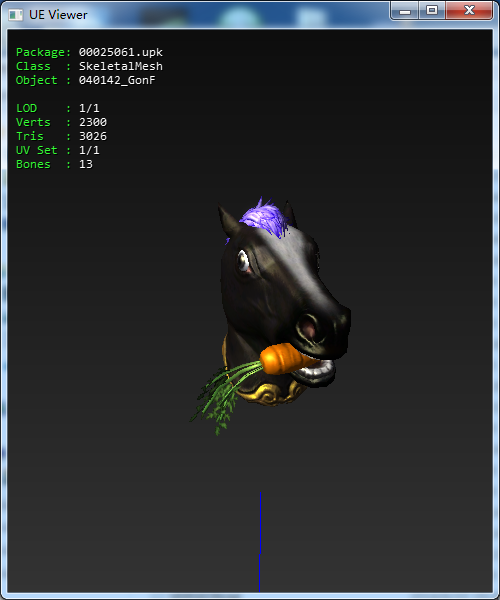 UE Viewer
Package: 00025061.upk
Class : SkeletalMesh
Object : 040142_GonF
LOD : 1/1
Verts : 2300
Tris : 3026
UV Set : 1/1
Bones : 13